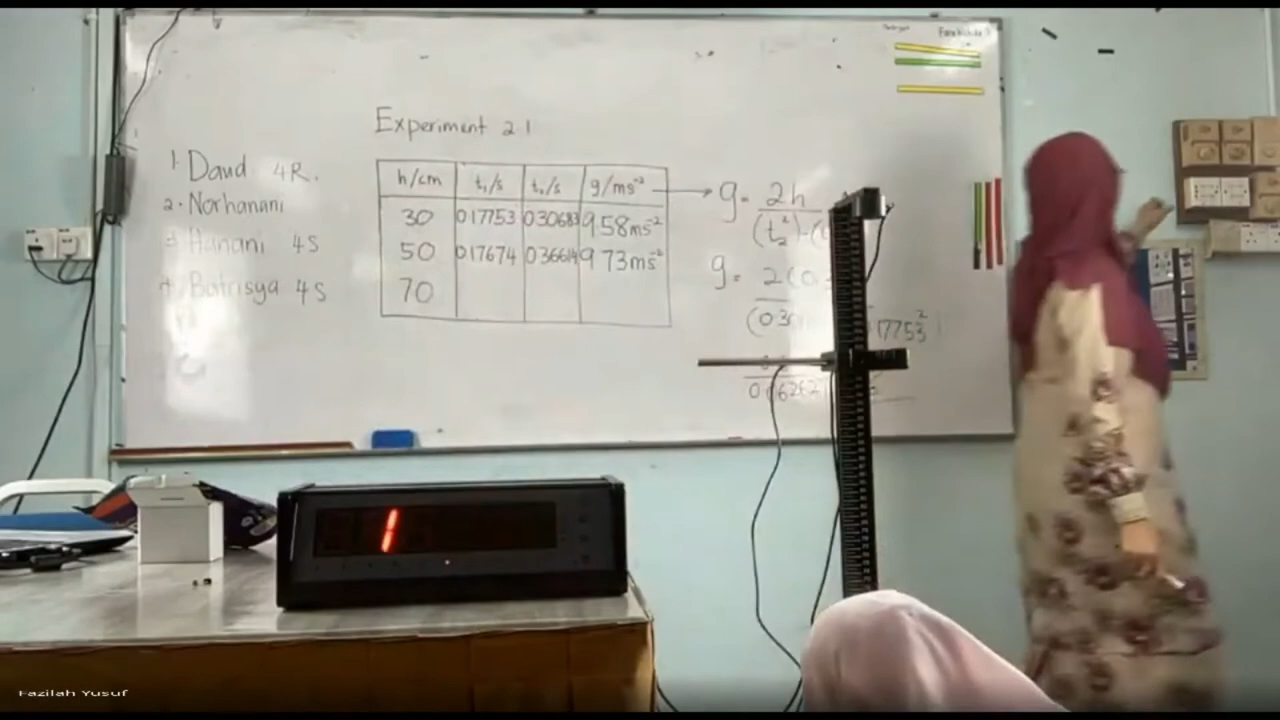 Experiment 2.1
1. Daud 4R.
2. Norhanani
3. Hanani 4S
4. Batrisya 4S
h/cm t₁/s t₂/s g/ms⁻²
30 0.17753 0.30683 9.58ms⁻²
50 0.17674 0.36614 9.73ms⁻²
70
g = 2h
g = 2(0.3
17753²
1
Fazilah Yusuf